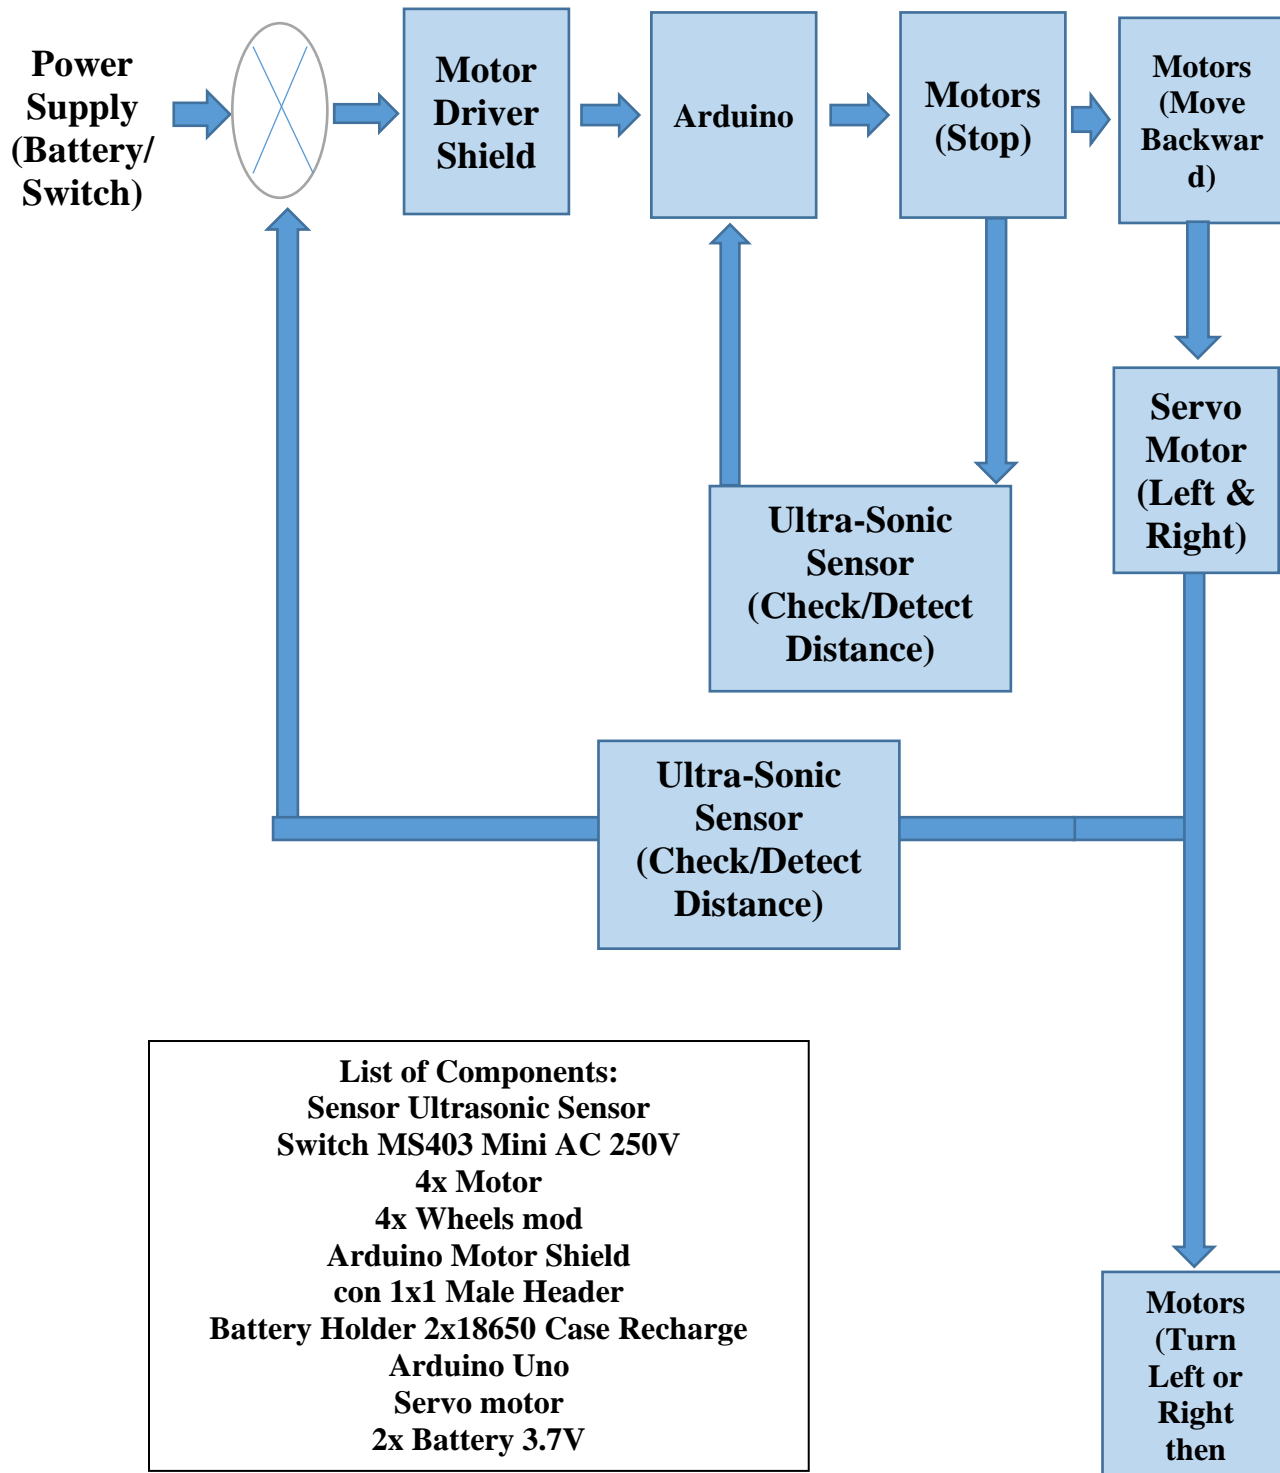 Power
Supply
(Battery/
Switch)
Motor
Driver
Shield
Arduino
Motors
(Stop)
Motors
(Move
Backwar
d)
Servo
Motor
(Left &
Right)
Ultra-Sonic
Sensor
(Check/Detect
Distance)
Ultra-Sonic
Sensor
(Check/Detect
Distance)
List of Components:
Sensor Ultrasonic Sensor
Switch MS403 Mini AC 250V
4x Motor
4x Wheels mod
Arduino Motor Shield
con 1x1 Male Header
Battery Holder 2x18650 Case Recharge
Arduino Uno
Servo motor
2x Battery 3.7V
Motors
(Turn
Left or
Right
then